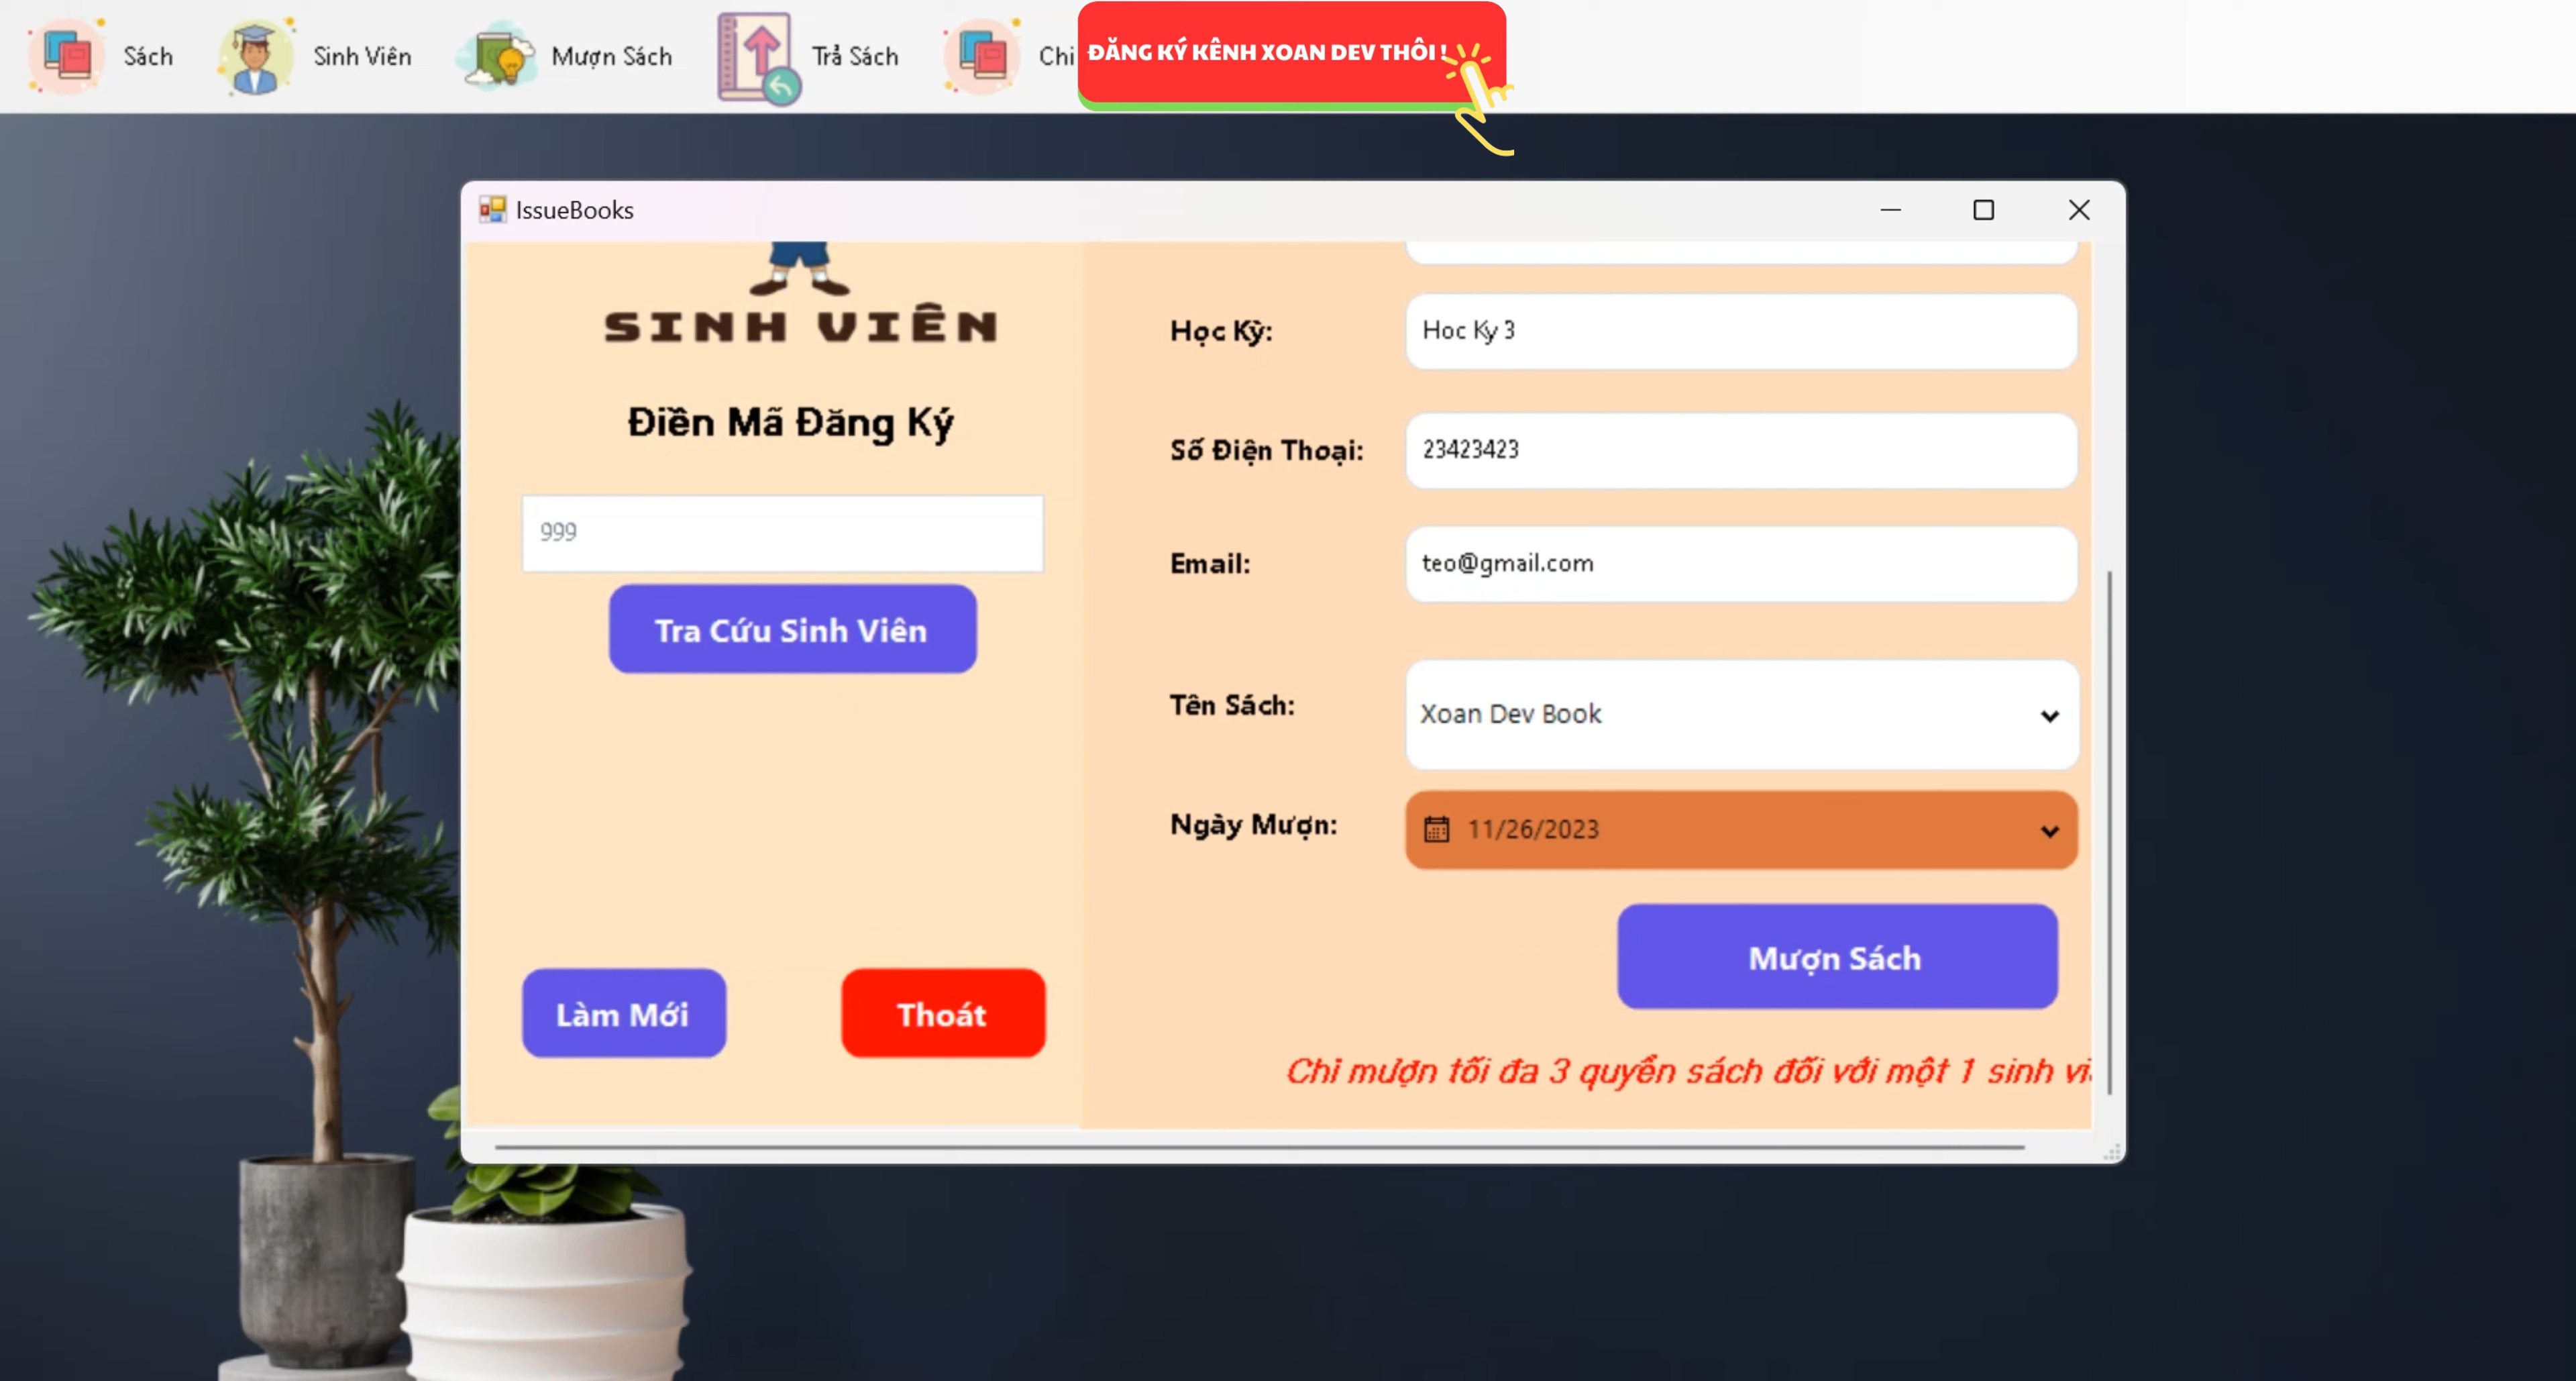 Sách
Sinh Viên
Mượn Sách
Trả Sách
Chi
ĐĂNG KÝ KÊNH XOAN DEV THÔI !
IssueBooks
SINH VIÊN
Điền Mã Đăng Ký
999
Tra Cứu Sinh Viên
Làm Mới
Thoát
Học Kỳ:
Hoc Ky 3
Số Điện Thoại:
23423423
Email:
teo@gmail.com
Tên Sách:
Xoan Dev Book
Ngày Mượn:
11/26/2023
Mượn Sách
Chỉ mượn tối đa 3 quyển sách đối với một 1 sinh vi